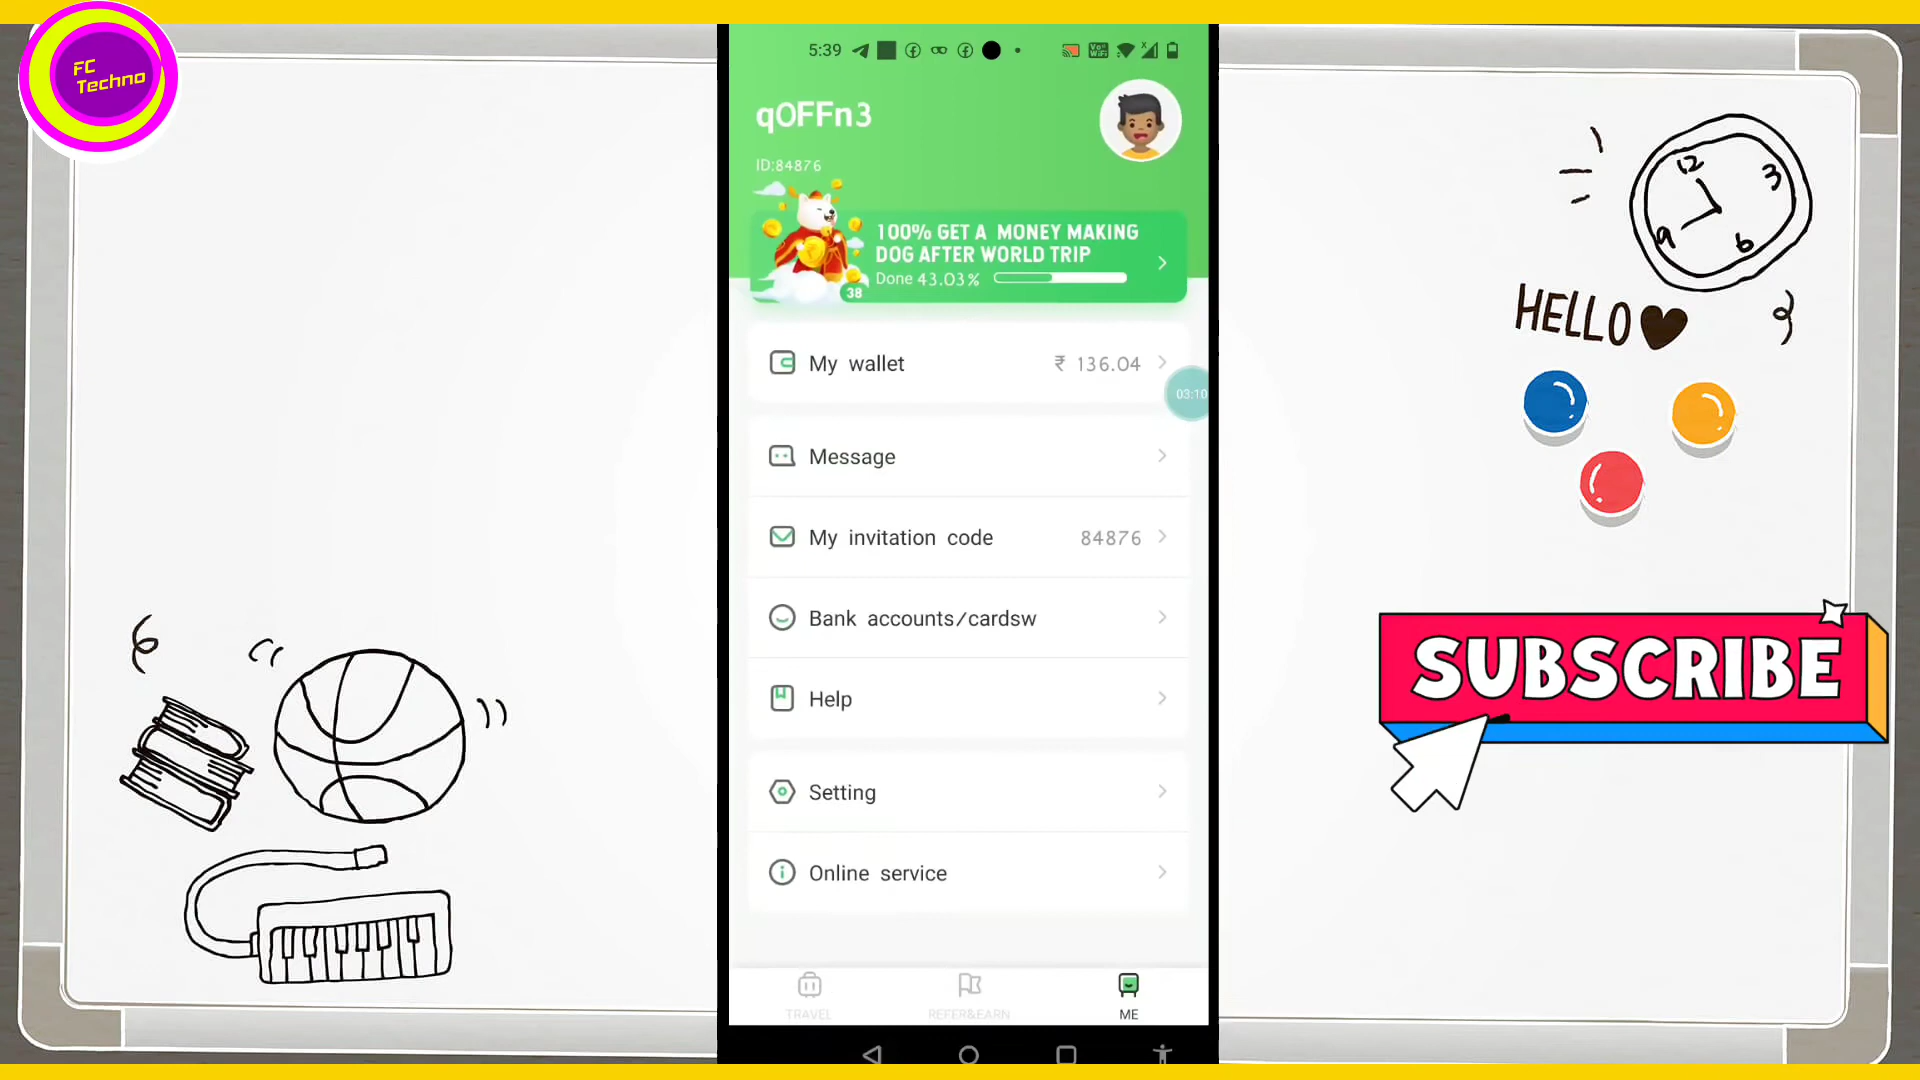 FC
Techno
5:39
Vo
WiFi
X
qOFFn3
ID:84876
100% GET A MONEY MAKING
DOG AFTER WORLD TRIP
Done 43.03%
38
My wallet ₹ 136.04
03:10
Message
My invitation code 84876
Bank accounts/cardsw
Help
Setting
Online service
TRAVEL REFER&EARN ME
12
3
9
6
HELLO
SUBSCRIBE